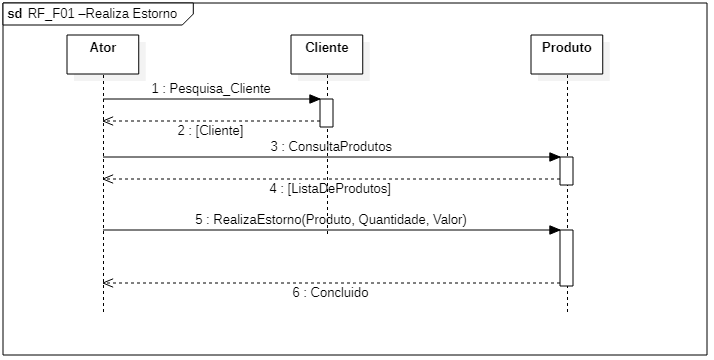 sd RF_F01 –Realiza Estorno
Ator
Cliente
Produto
1 : Pesquisa_Cliente
2 : [Cliente]
3 : ConsultaProdutos
4 : [ListaDeProdutos]
5 : RealizaEstorno(Produto, Quantidade, Valor)
6 : Concluido